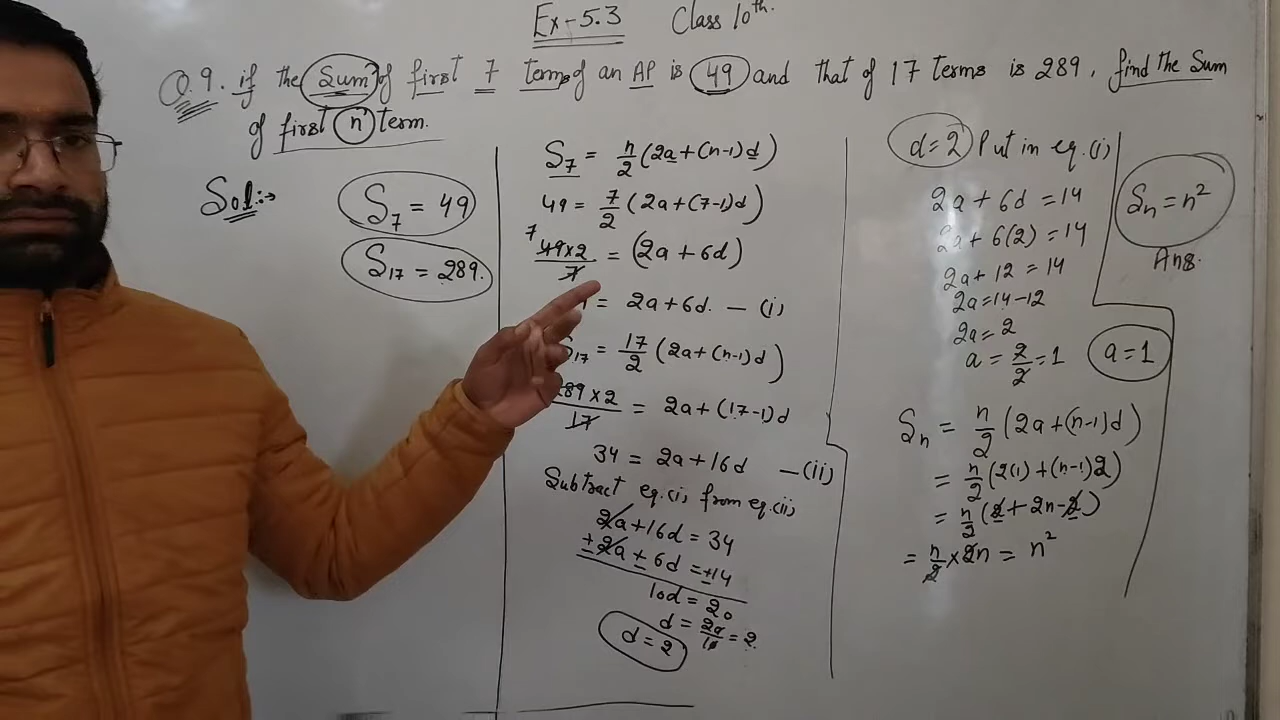 Ex-5.3 Class 10th.
Q.9. if the Sum of first 7 terms of an AP is 49 and that of 17 terms is 289, find the Sum
of first 'n' term.
Sol:-
S₇ = 49
S₁₇ = 289.
S₇ = n/2 (2a+(n-1)d)
49 = 7/2 (2a+(7-1)d)
7 49×2/7 = (2a+6d)
= 2a+6d. — (i)
S₁₇ = 17/2 (2a+(n-1)d)
289×2/17 = 2a+(17-1)d
34 = 2a+16d — (ii)
Subtract eq.(i) from eq.(ii)
2a+16d = 34
± 2a ± 6d = ±14
10d = 20
d = 20/10 = 2
d = 2
d=2 Put in eq.(i)
2a + 6d = 14
2a + 6(2) = 14
2a + 12 = 14
2a = 14-12
2a = 2
a = 2/2 = 1
a=1
Sₙ = n/2 (2a+(n-1)d)
= n/2 (2(1)+(n-1)2)
= n/2 (2+2n-2)
= n/2 × 2n = n²
Sₙ = n²
Ans.